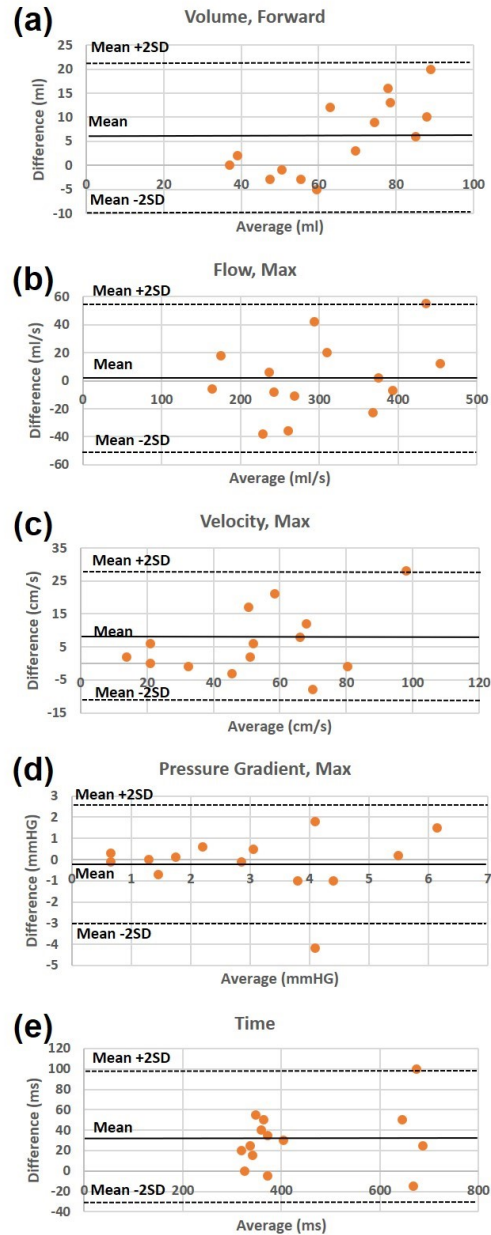 (a)
Volume, Forward
25
Mean +2SD
20
15
10
Mean
5
0
0 20 40 60 80 100
-5
Mean -2SD
-10
Difference (ml)
Average (ml)
(b)
Flow, Max
60
Mean +2SD
40
20
Mean
0
0 100 200 300 400 500
-20
-40
Mean -2SD
-60
Difference (ml/s)
Average (ml/s)
(c)
Velocity, Max
35
Mean +2SD
25
15
Mean
5
-5
0 20 40 60 80 100 120
Mean -2SD
-15
Difference (cm/s)
Average (cm/s)
(d)
Pressure Gradient, Max
Mean +2SD
3
2
1
0
Mean
0 1 2 3 4 5 6 7
-1
-2
-3
Mean -2SD
-4
-5
Difference (mmHG)
Average (mmHG)
(e)
Time
120
Mean +2SD
100
80
60
40
Mean
20
0
0 200 400 600 800
Mean -2SD
-20
-40
Difference (ms)
Average (ms)